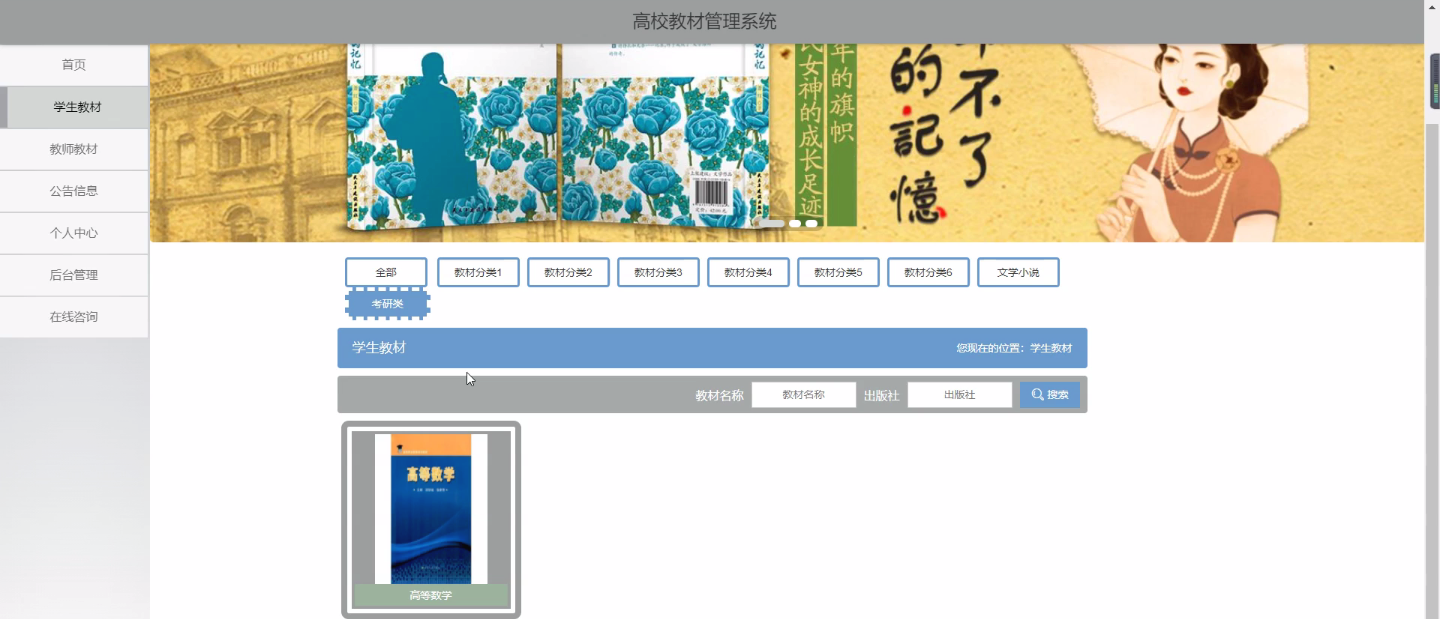 高校教材管理系统
首页
学生教材
教师教材
公告信息
个人中心
后台管理
在线咨询
的记忆
民女神的成长足迹
年的旗帜
的記憶
不了
全部
教材分类1
教材分类2
教材分类3
教材分类4
教材分类5
教材分类6
文学小说
考研类
学生教材
您现在的位置：学生教材
教材名称
教材名称
出版社
出版社
搜索
高等数学
高等数学